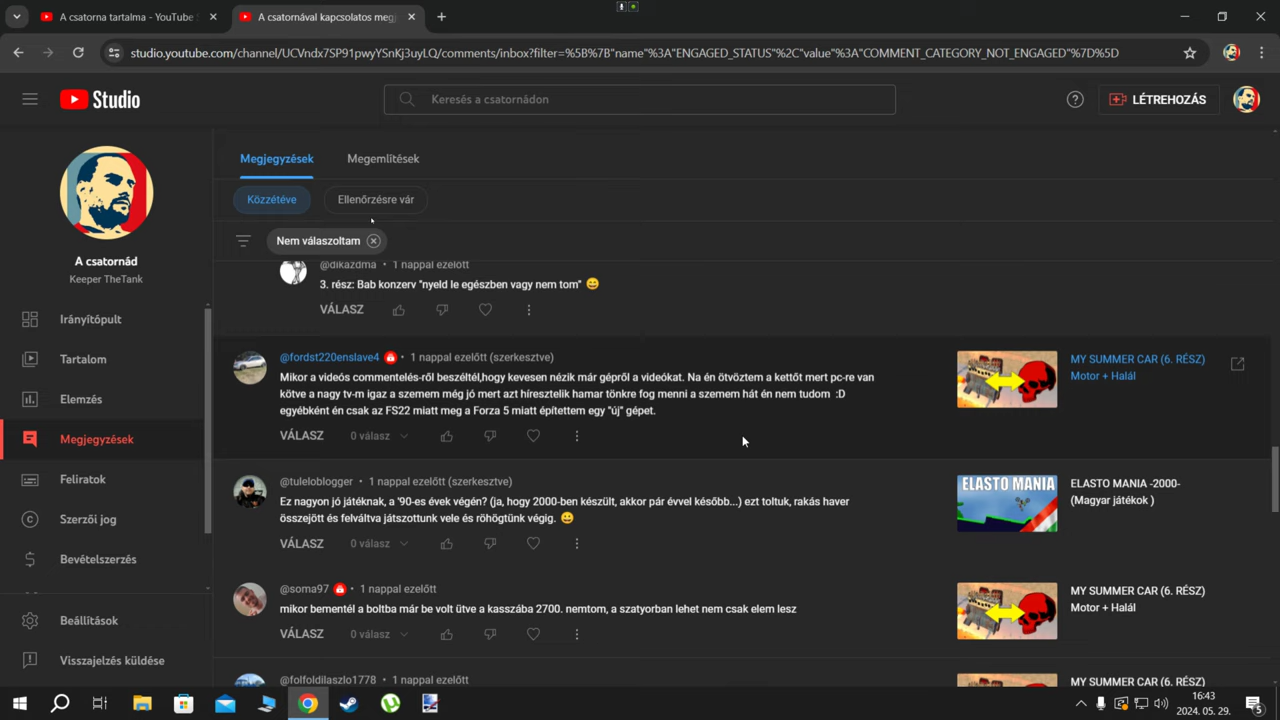 A csatorna tartalma - YouTube S
A csatornával kapcsolatos megj
studio.youtube.com/channel/UCVndx7SP91pwyYSnKj3uyLQ/comments/inbox?filter=%5B%7B"name"%3A"ENGAGED_STATUS"%2C"value"%3A"COMMENT_CATEGORY_NOT_ENGAGED"%7D%5D
Studio
Keresés a csatornádon
LÉTREHOZÁS
A csatornád
Keeper TheTank
Irányítópult
Tartalom
Elemzés
Megjegyzések
Feliratok
Szerzői jog
Bevételszerzés
Beállítások
Visszajelzés küldése
Megjegyzések
Megemlítések
Közzétéve
Ellenőrzésre vár
Nem válaszoltam
@dikazdma • 1 nappal ezelőtt
3. rész: Bab konzerv "nyeld le egészben vagy nem tom" 😄
VÁLASZ
@fordst220enslave4 • 1 nappal ezelőtt (szerkesztve)
Mikor a videós commentelés-ről beszéltél,hogy kevesen nézik már gépről a videókat. Na én ötvöztem a kettőt mert pc-re van
kötve a nagy tv-m igaz a szemem még jó mert azt híresztelik hamar tönkre fog menni a szemem hát én nem tudom :D
egyébként én csak az FS22 miatt meg a Forza 5 miatt építettem egy "új" gépet.
VÁLASZ
0 válasz
MY SUMMER CAR (6. RÉSZ)
Motor + Halál
@tuleloblogger • 1 nappal ezelőtt (szerkesztve)
Ez nagyon jó játéknak, a '90-es évek végén? (ja, hogy 2000-ben készült, akkor pár évvel később...) ezt toltuk, rakás haver
összejött és felváltva játszottunk vele és röhögtünk végig. 😀
VÁLASZ
0 válasz
ELASTO MANIA
ELASTO MANIA -2000-
(Magyar játékok )
@soma97 • 1 nappal ezelőtt
mikor bementél a boltba már be volt ütve a kasszába 2700. nemtom, a szatyorban lehet nem csak elem lesz
VÁLASZ
0 válasz
MY SUMMER CAR (6. RÉSZ)
Motor + Halál
@folfoldilaszlo1778 • 1 nappal ezelőtt
MY SUMMER CAR (6. RÉSZ)
16:43
2024. 05. 29.
5